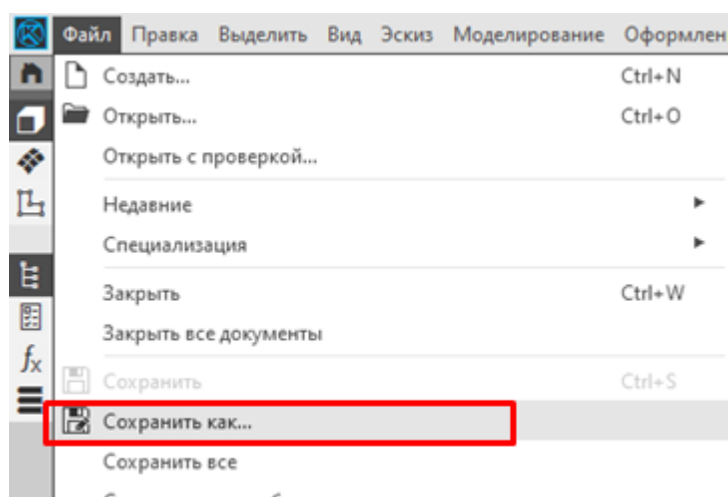 Файл Правка Выделить Вид Эскиз Моделирование
Создать... Ctrl+N
Открыть... Ctrl+O
Открыть с проверкой...
Недавние
Специализация
Закрыть Ctrl+W
Закрыть все документы
fx
Сохранить Ctrl+S
Сохранить как...
Сохранить все